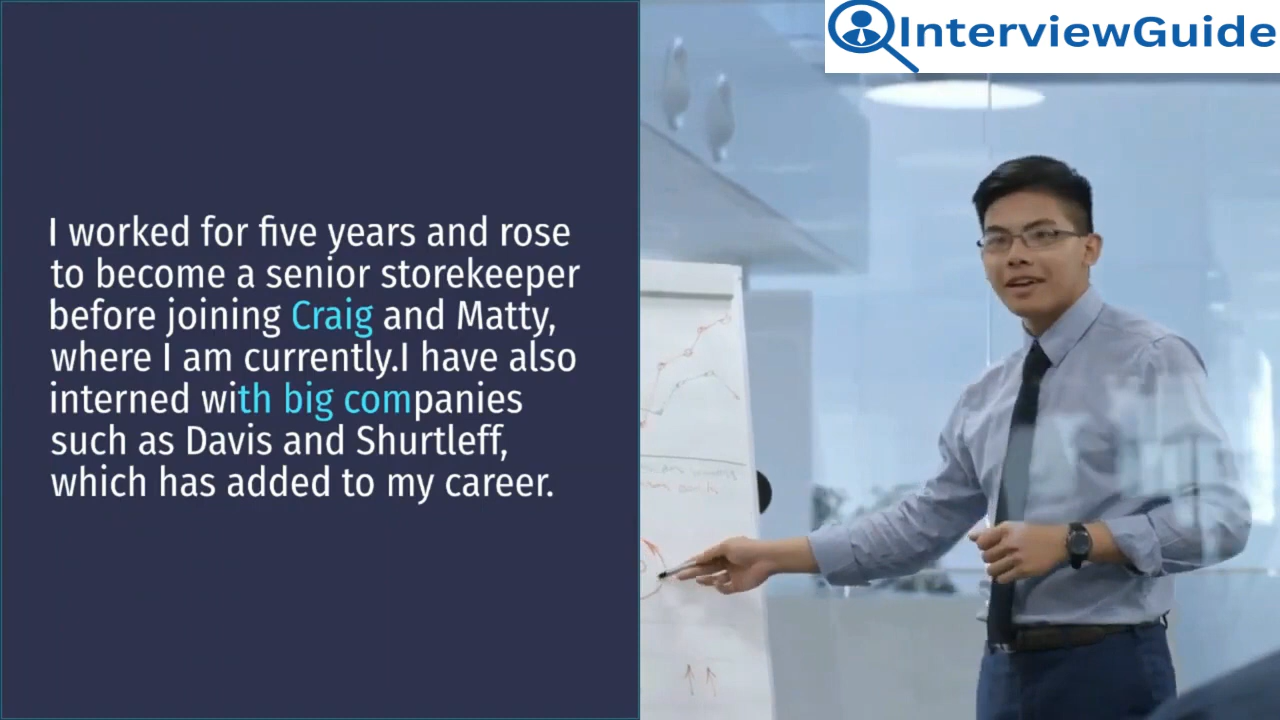 InterviewGuide
I worked for five years and rose
to become a senior storekeeper
before joining Craig and Matty,
where I am currently.I have also
interned with big companies
such as Davis and Shurtleff,
which has added to my career.